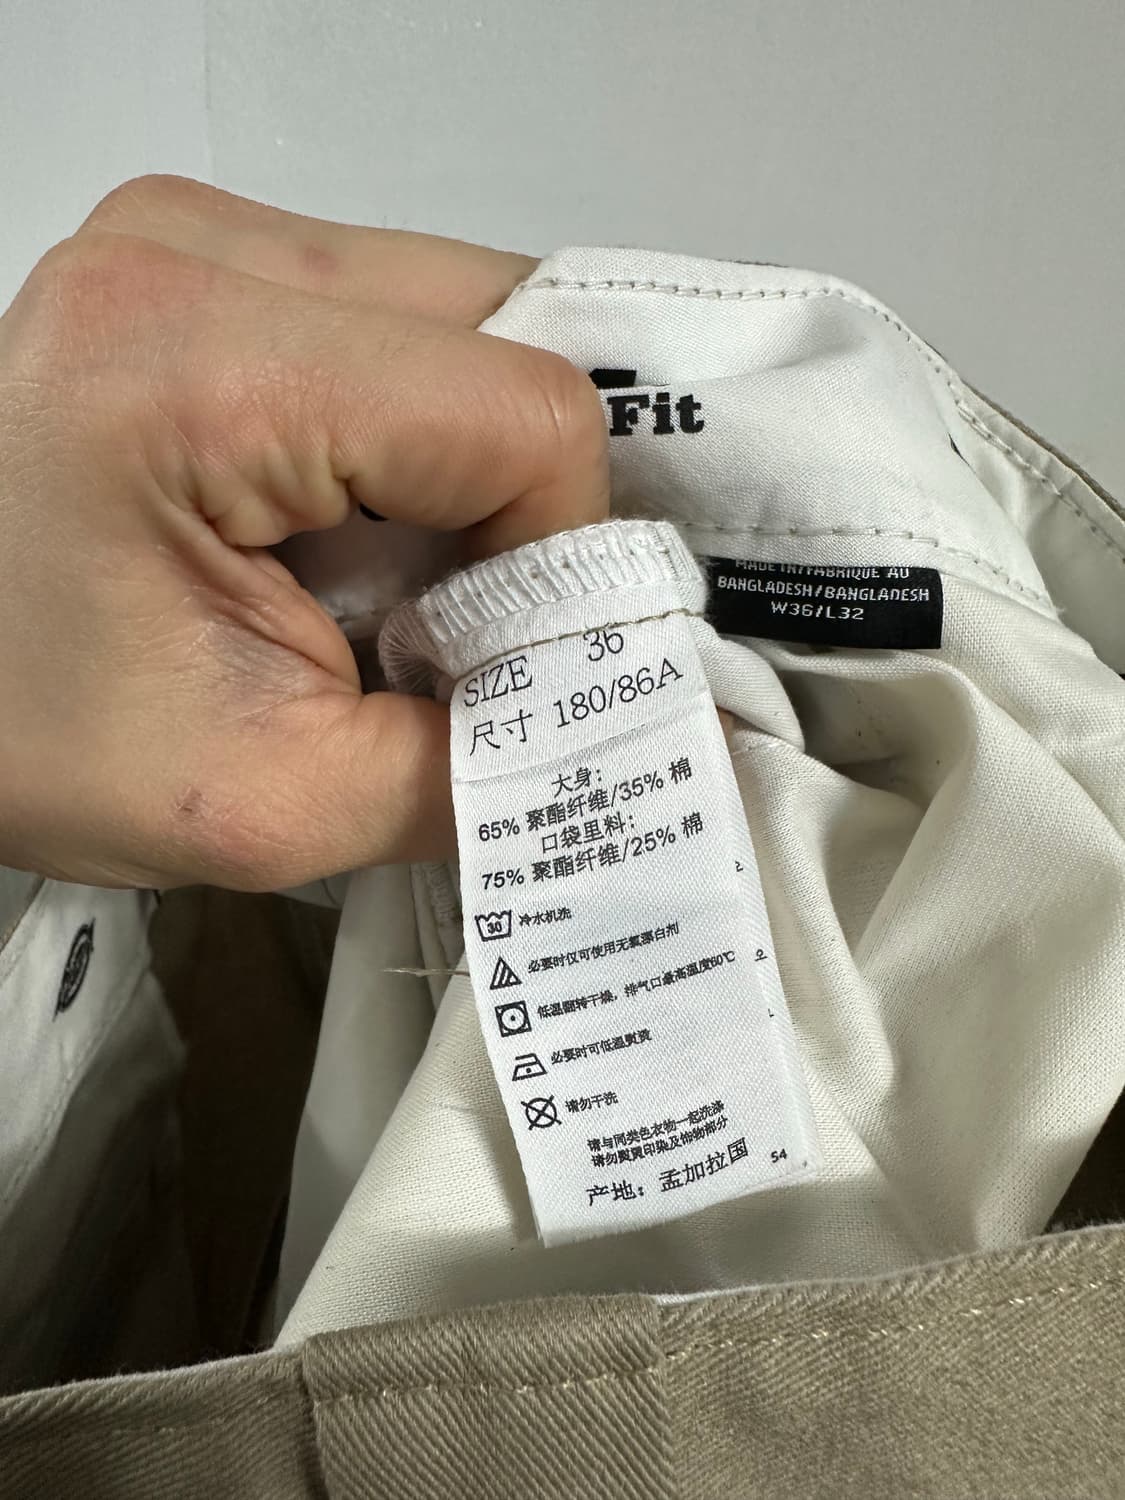 Fit
MADE IN/FABRIQUE AU
BANGLADESH/BANGLADESH
W36/L32
SIZE 36
尺寸 180/86A
大身:
65% 聚酯纤维/35% 棉
口袋里料:
75% 聚酯纤维/25% 棉
30 冷水机洗
必要时仅可使用无氯漂白剂
低温翻转干燥，排气口最高温度60℃
必要时可低温熨烫
请勿干洗
请与同类色衣物一起洗涤
请勿熨烫印染及饰物部分
产地: 孟加拉国 54